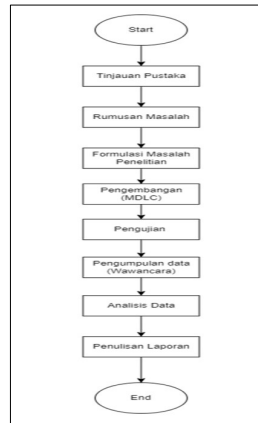 Start
Tinjauan Pustaka
Rumusan Masalah
Formulasi Masalah
Penelitian
Pengembangan
(MDLC)
Pengujian
Pengumpulan data
(Wawancara)
Analisis Data
Penulisan Laporan
End